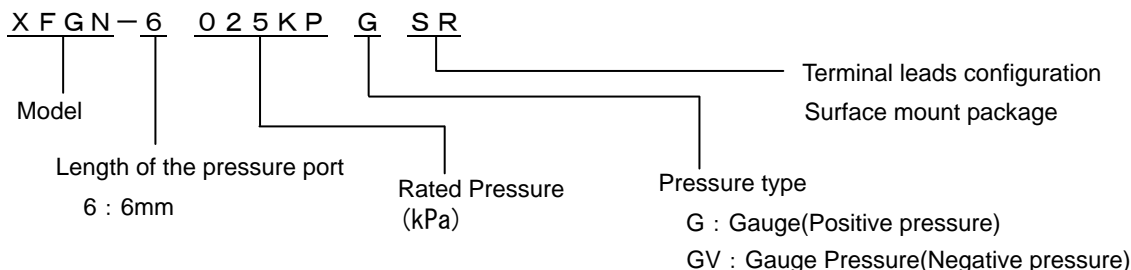 XFGN-6 025KP G SR
Terminal leads configuration
Surface mount package
Model
Length of the pressure port
6：6mm
Rated Pressure
(kPa)
Pressure type
G：Gauge(Positive pressure)
GV：Gauge Pressure(Negative pressure)